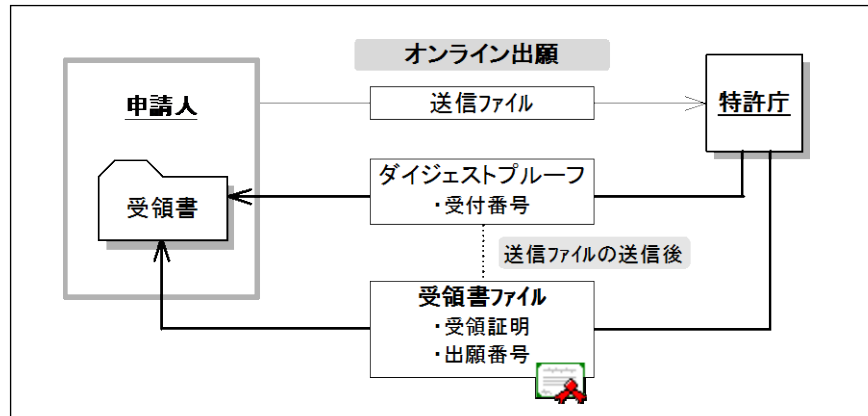 オンライン出願
申請人
送信ファイル
特許庁
ダイジェストプルーフ
・受付番号
受領書
送信ファイルの送信後
受領書ファイル
・受領証明
・出願番号